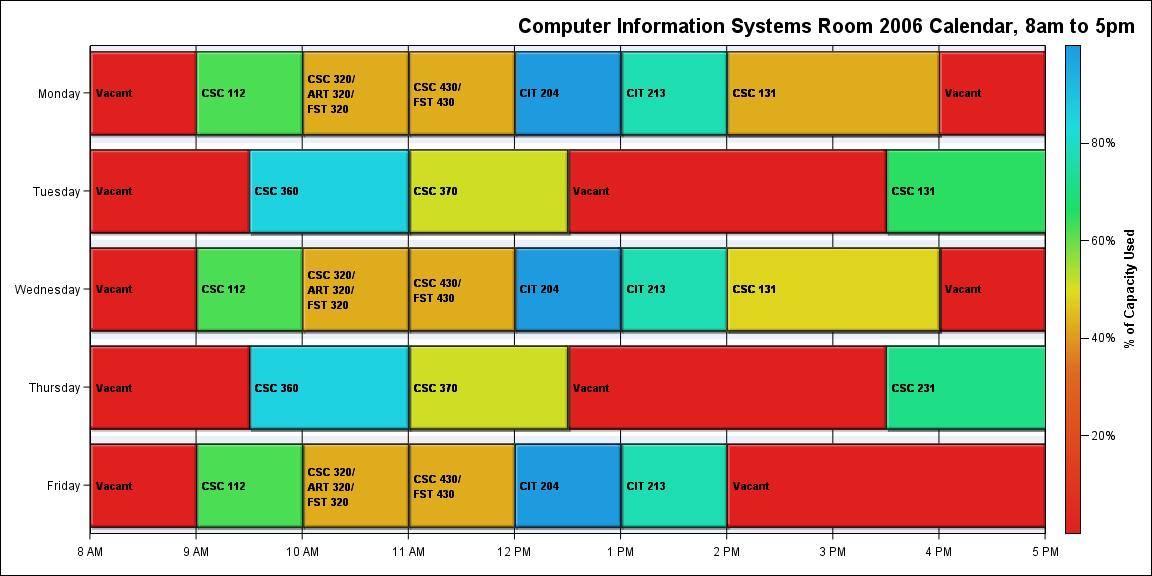 Computer Information Systems Room 2006 Calendar, 8am to 5pm
Monday
Vacant
CSC 112
CSC 320/
ART 320/
FST 320
CSC 430/
FST 430
CIT 204
CIT 213
CSC 131
Vacant
Tuesday
Vacant
CSC 360
CSC 370
Vacant
CSC 131
Wednesday
Vacant
CSC 112
CSC 320/
ART 320/
FST 320
CSC 430/
FST 430
CIT 204
CIT 213
CSC 131
Vacant
Thursday
Vacant
CSC 360
CSC 370
Vacant
CSC 231
Friday
Vacant
CSC 112
CSC 320/
ART 320/
FST 320
CSC 430/
FST 430
CIT 204
CIT 213
Vacant
8 AM
9 AM
10 AM
11 AM
12 PM
1 PM
2 PM
3 PM
4 PM
5 PM
80%
60%
40%
20%
% of Capacity Used